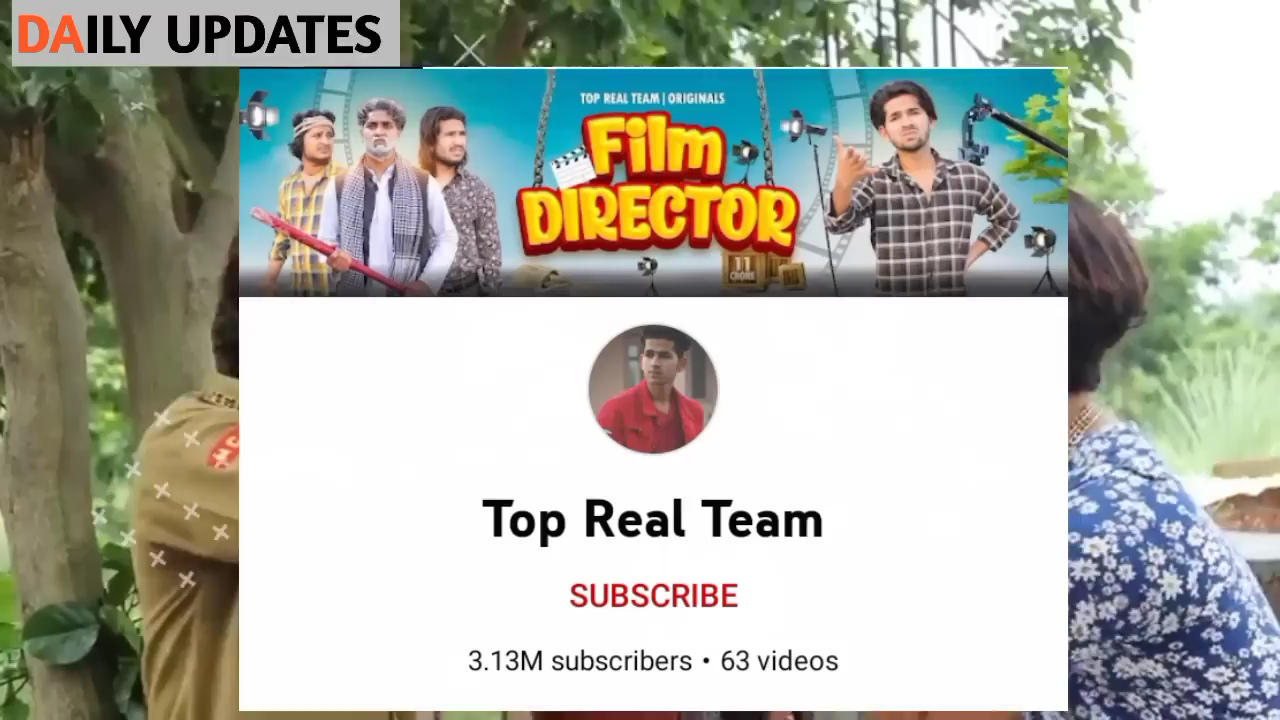 DAILY UPDATES
TOP REAL TEAM | ORIGINALS
Film
DIRECTOR
11
CRORE
Top Real Team
SUBSCRIBE
3.13M subscribers • 63 videos